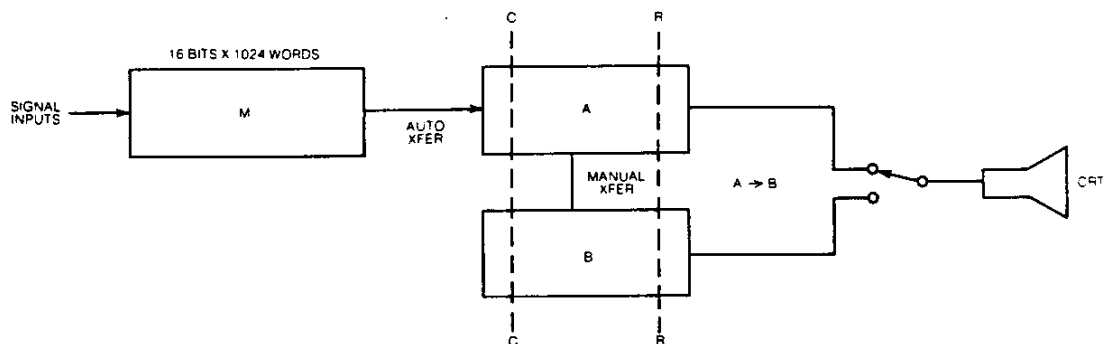 C R
16 BITS X 1024 WORDS
SIGNAL
INPUTS
M
AUTO
XFER
A
MANUAL
XFER
A → B
CRT
B
C R